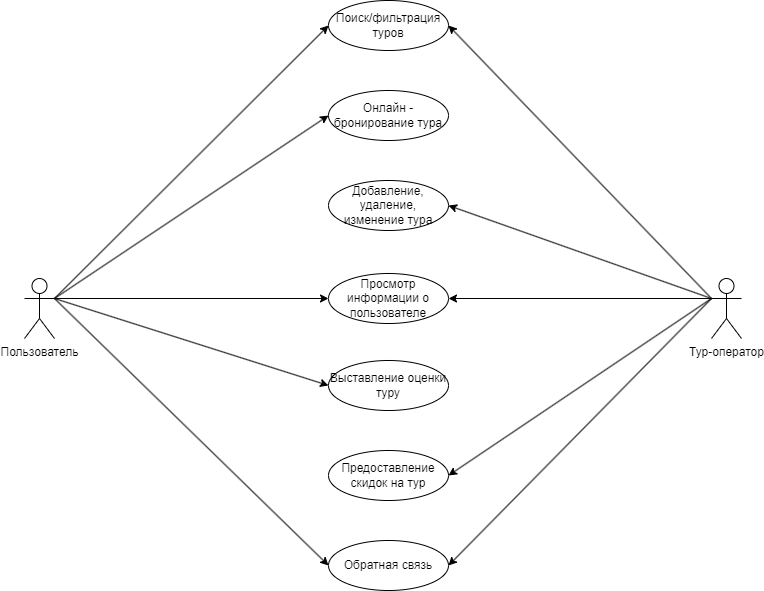 Поиск/фильтрация
туров
Онлайн -
бронирование тура
Добавление,
удаление,
изменение тура
Просмотр
информации о
пользователе
Пользователь
Тур-оператор
Выставление оценки
туру
Предоставление
скидок на тур
Обратная связь